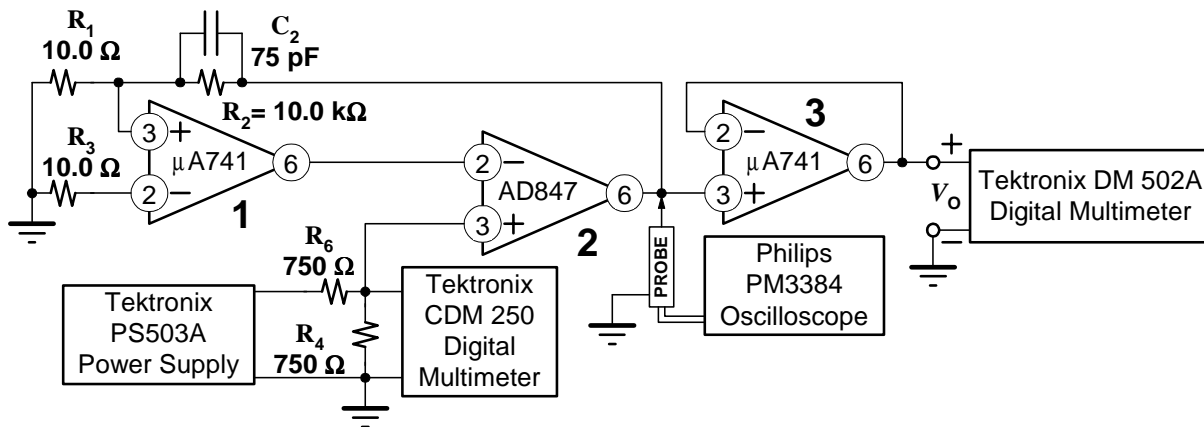 R1
10.0 Ω
C2
75 pF
R2 = 10.0 kΩ
R3
10.0 Ω
3
+
µA741
2
−
6
1
2
−
AD847
3
+
6
2
3
2
−
µA741
3
+
6
+
VO
−
Tektronix DM 502A
Digital Multimeter
PROBE
Philips
PM3384
Oscilloscope
R6
750 Ω
R4
750 Ω
Tektronix
PS503A
Power Supply
Tektronix
CDM 250
Digital
Multimeter